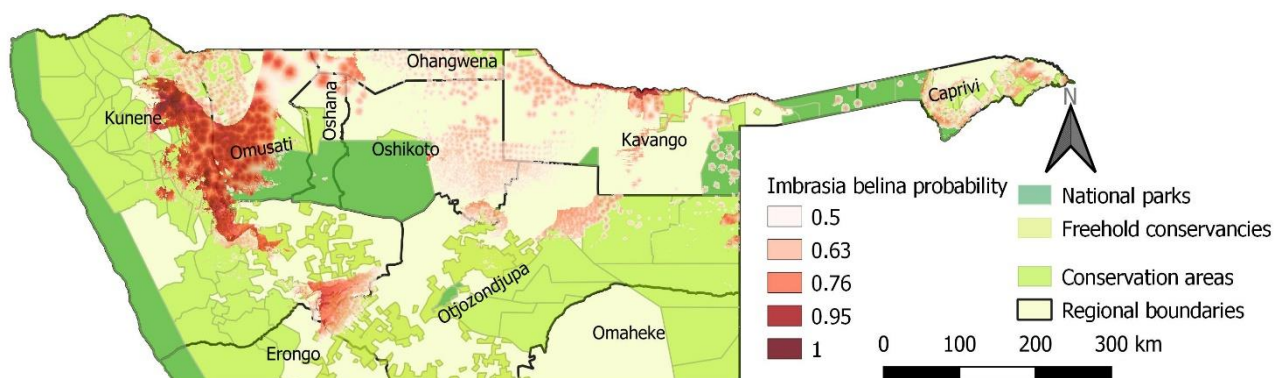 Ohangwena
Caprivi
N
Kunene
Oshana
Omusati
Oshikoto
Kavango
Otjozondjupa
Omaheke
Erongo
Imbrasia belina probability
0.5
0.63
0.76
0.95
1
National parks
Freehold conservancies
Conservation areas
Regional boundaries
0 100 200 300 km